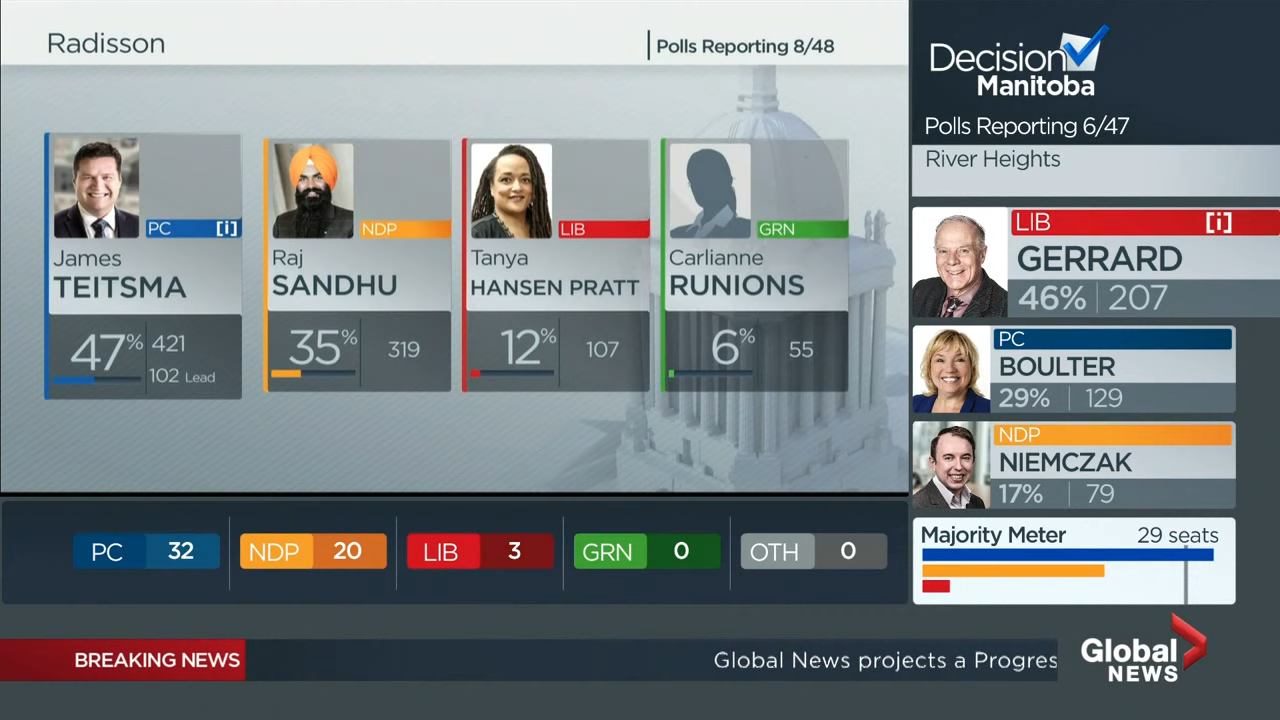 Radisson
Polls Reporting 8/48
PC [i]
James
TEITSMA
47% 421
102 Lead
NDP
Raj
SANDHU
35% 319
LIB
Tanya
HANSEN PRATT
12% 107
GRN
Carlianne
RUNIONS
6% 55
PC 32
NDP 20
LIB 3
GRN 0
OTH 0
Decision
Manitoba
Polls Reporting 6/47
River Heights
LIB [i]
GERRARD
46% 207
PC
BOULTER
29% 129
NDP
NIEMCZAK
17% 79
Majority Meter 29 seats
BREAKING NEWS
Global News projects a Progres
Global
NEWS